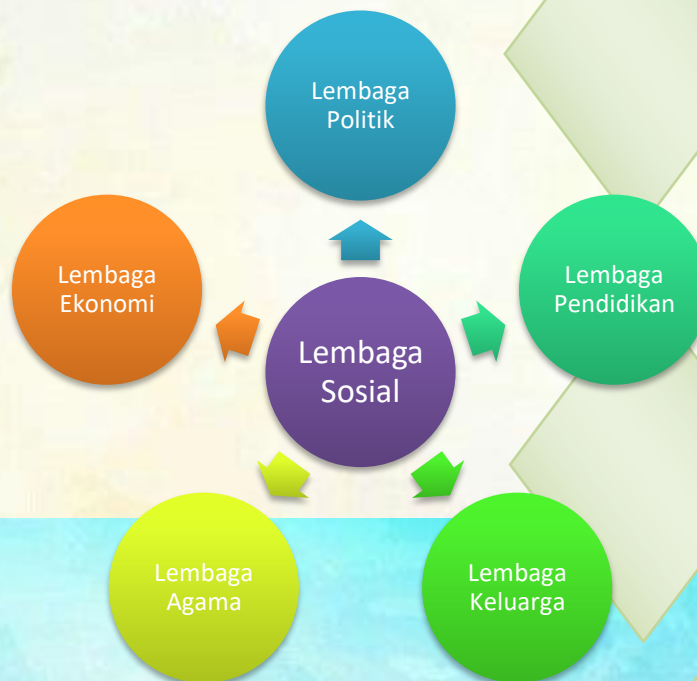 Lembaga
Politik
Lembaga
Ekonomi
Lembaga
Pendidikan
Lembaga
Sosial
Lembaga
Agama
Lembaga
Keluarga